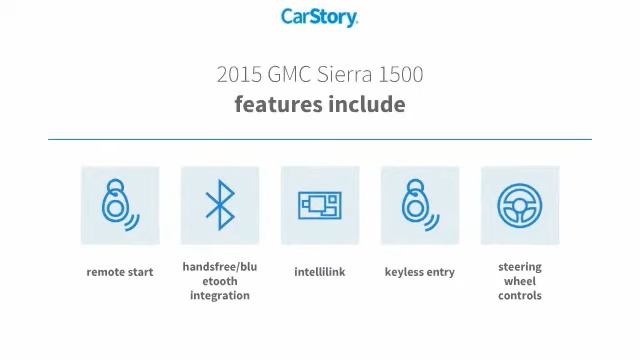 CarStory.
2015 GMC Sierra 1500
features include
remote start
handsfree/blu
etooth
integration
intellilink
keyless entry
steering
wheel
controls